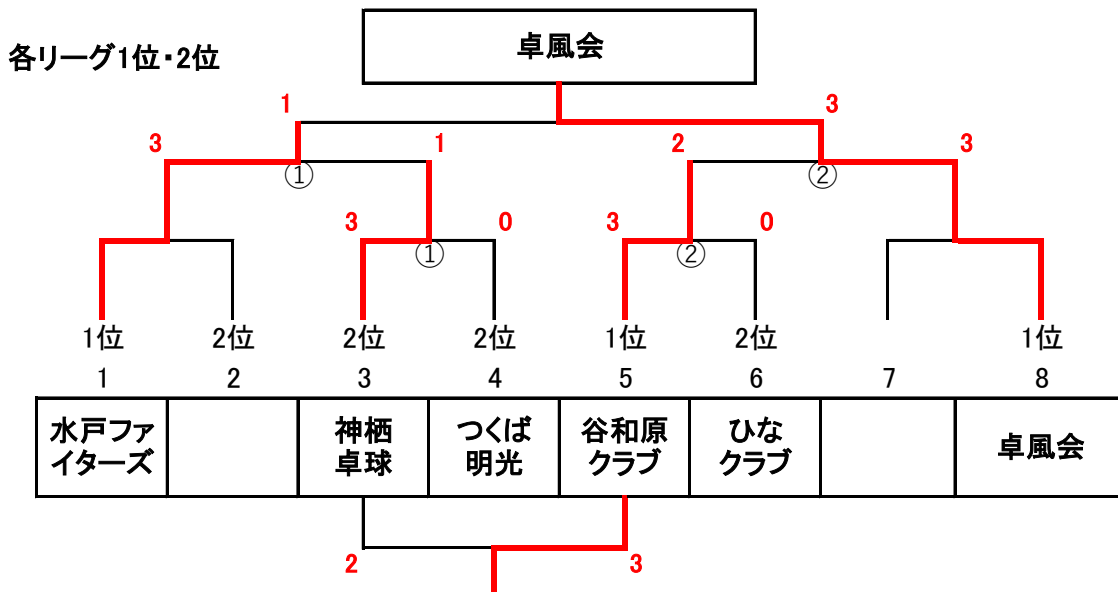 卓風会
各リーグ1位・2位
1 3
3 1 2 3
① ②
3 0 3 0
① ②
1位 2位 2位 2位 1位 2位 1位
1 2 3 4 5 6 7 8
水戸ファ
イターズ
神栖
卓球
つくば
明光
谷和原
クラブ
ひな
クラブ
卓風会
2 3